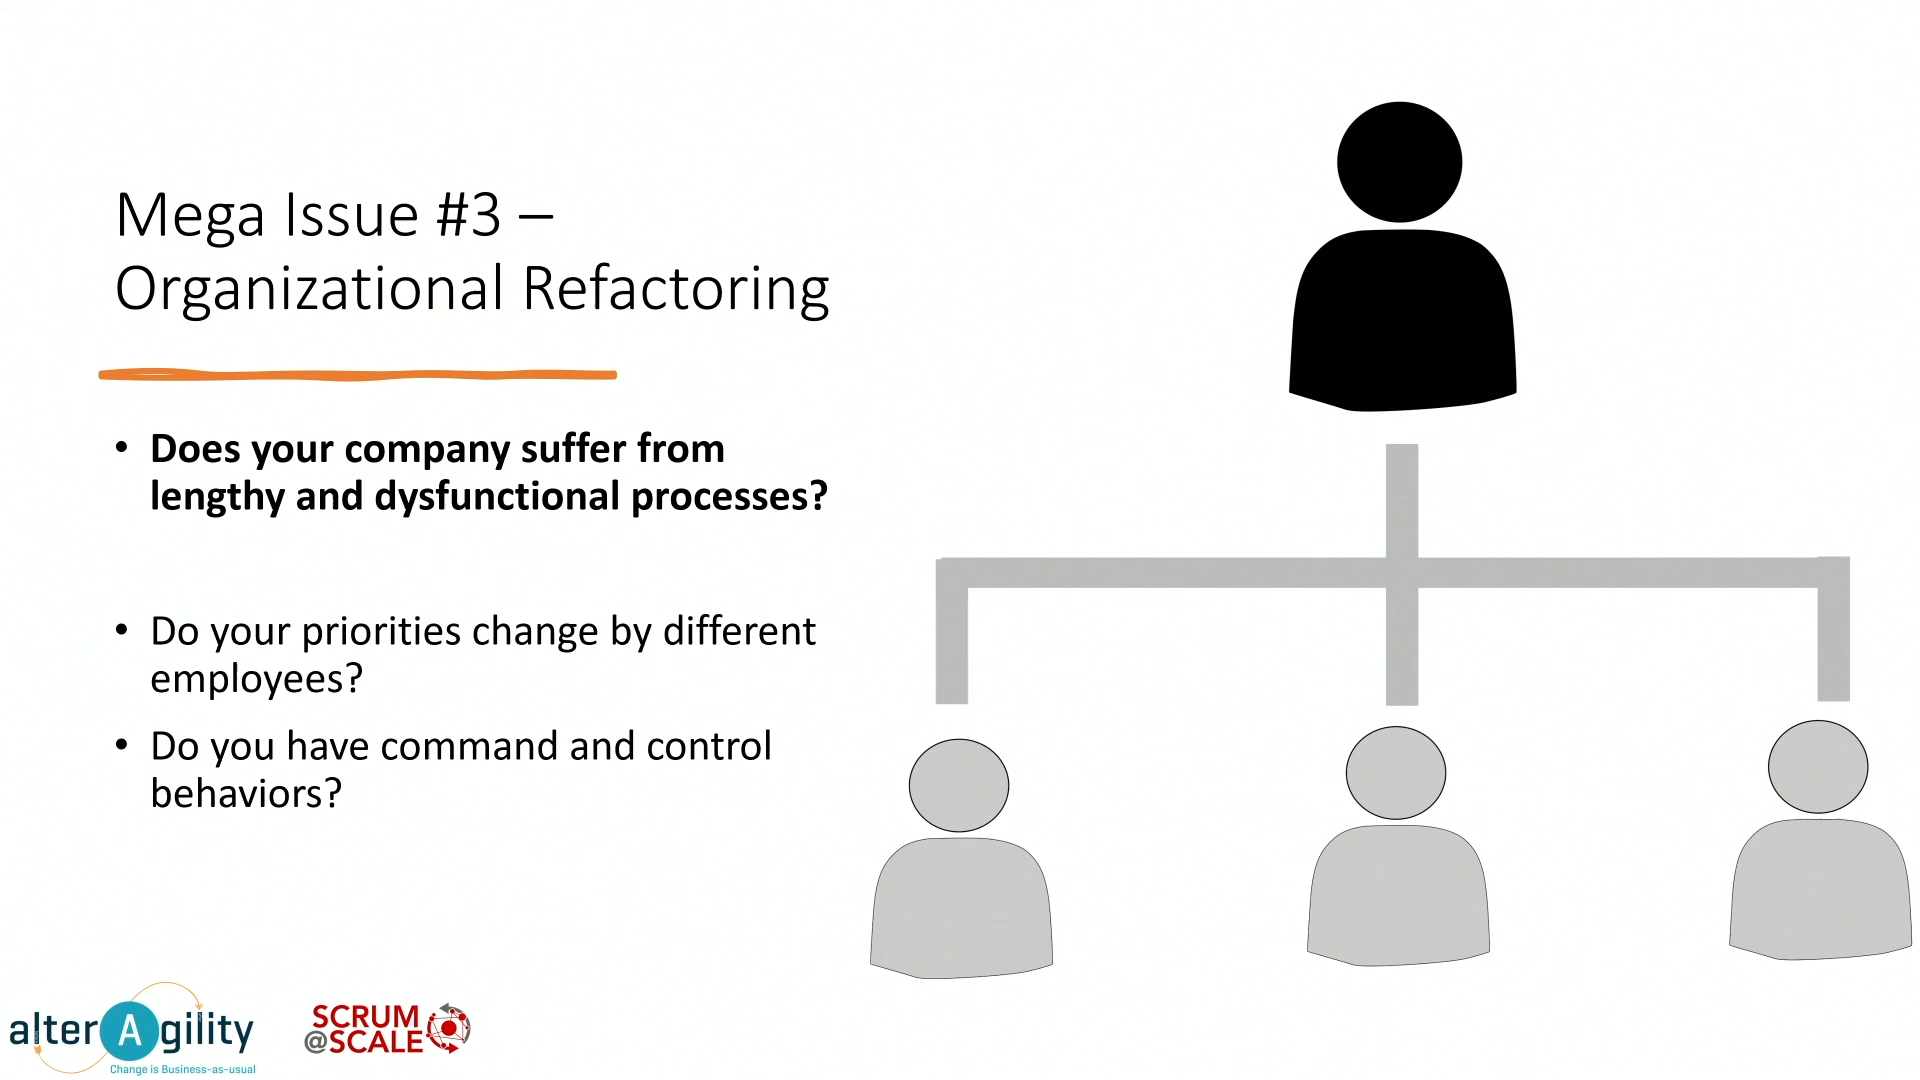 Mega Issue #3 –
Organizational Refactoring
• Does your company suffer from
lengthy and dysfunctional processes?
• Do your priorities change by different
employees?
• Do you have command and control
behaviors?
alterAgility
Change is Business-as-usual
SCRUM
@SCALE